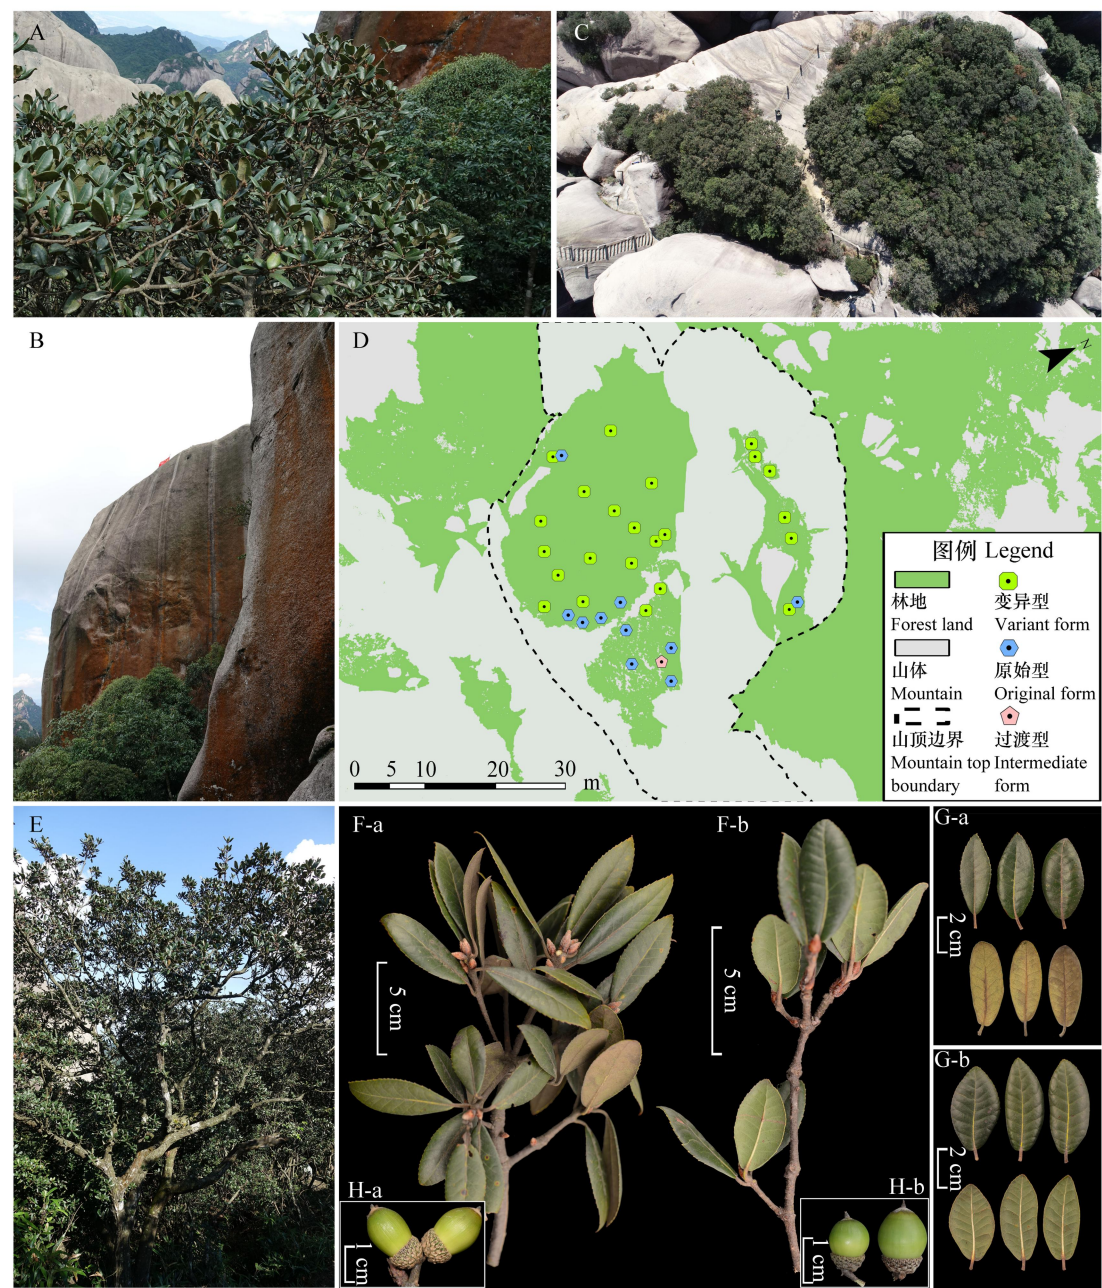 A
C
B
D
N
图例 Legend
林地
Forest land
变异型
Variant form
山体
Mountain
原始型
Original form
山顶边界
Mountain top
boundary
过渡型
Intermediate
form
0 5 10 20 30 m
E
F-a
5 cm
F-b
5 cm
G-a
2 cm
G-b
2 cm
H-a
1 cm
H-b
1 cm